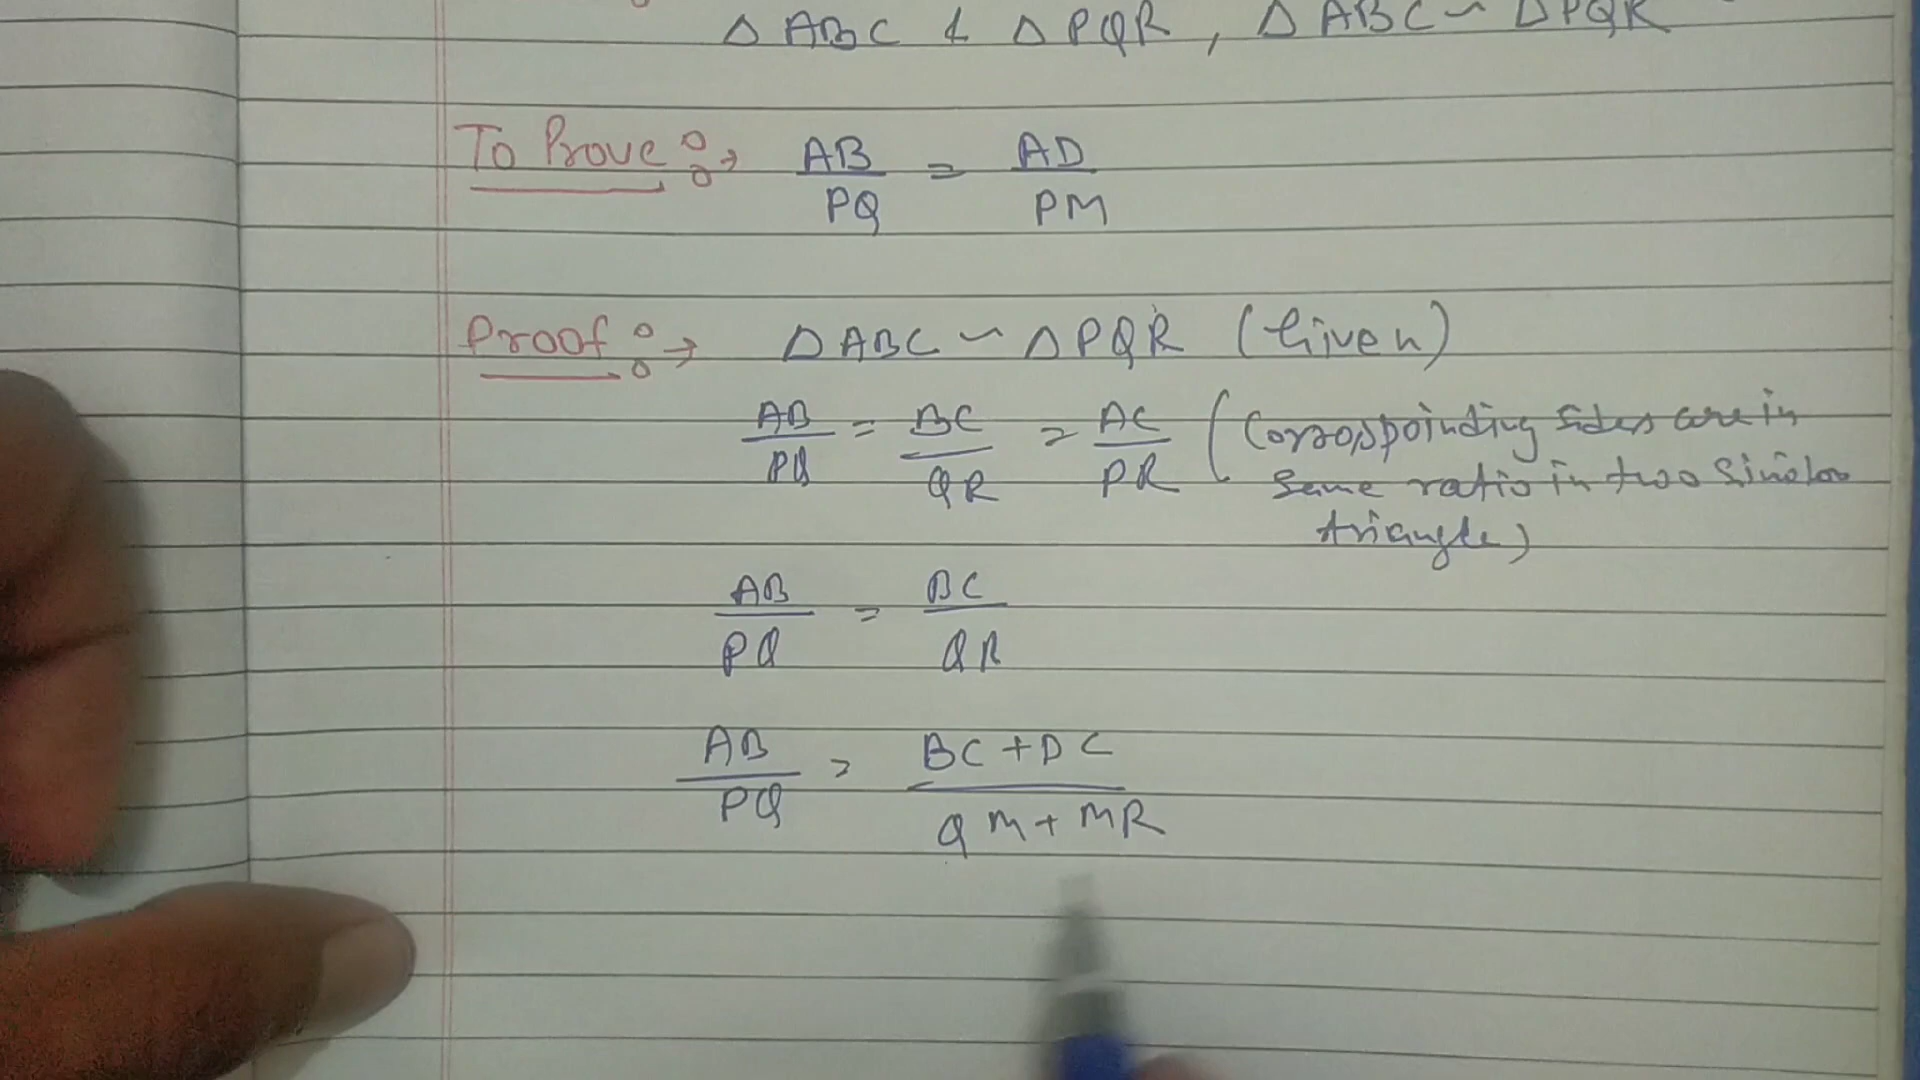 △ ABC & △ PQR, △ ABC ~ △ PQR
To Prove :→ AB/PQ = AD/PM
Proof :→ △ ABC ~ △ PQR (Given)
AB/PQ = BC/QR = AC/PR (Correspoinding sides are in
same ratio in two similar
triangle)
AB/PQ = BC/QR
AB/PQ = BC+DC/QM+MR